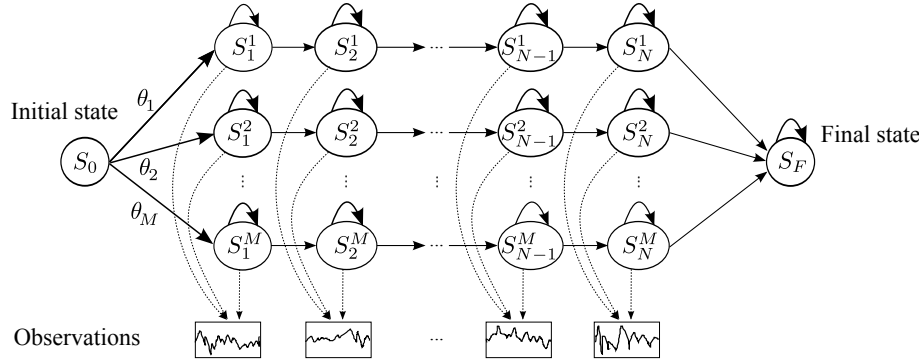 S_1^1 S_2^1 ... S_{N-1}^1 S_N^1
θ_1
Initial state
S_1^2 S_2^2 ... S_{N-1}^2 S_N^2
Final state
S_0
θ_2
S_F
⋮ ⋮ ⋮ ⋮ ⋮
θ_M
S_1^M S_2^M ... S_{N-1}^M S_N^M
Observations ...